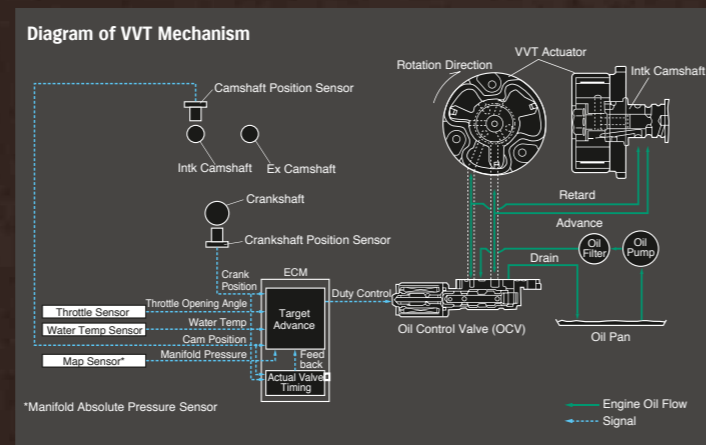 Diagram of VVT Mechanism
Camshaft Position Sensor
Intk Camshaft
Ex Camshaft
Crankshaft
Crankshaft Position Sensor
Rotation Direction
VVT Actuator
Intk Camshaft
Retard
Advance
Oil
Filter
Oil
Pump
Drain
Oil Control Valve (OCV)
Oil Pan
Crank
Position
ECM
Throttle Sensor
Throttle Opening Angle
Target
Advance
Duty Control
Water Temp Sensor
Water Temp
Cam Position
Map Sensor*
Manifold Pressure
Feed
back
Actual Valve
Timing
*Manifold Absolute Pressure Sensor
Engine Oil Flow
Signal